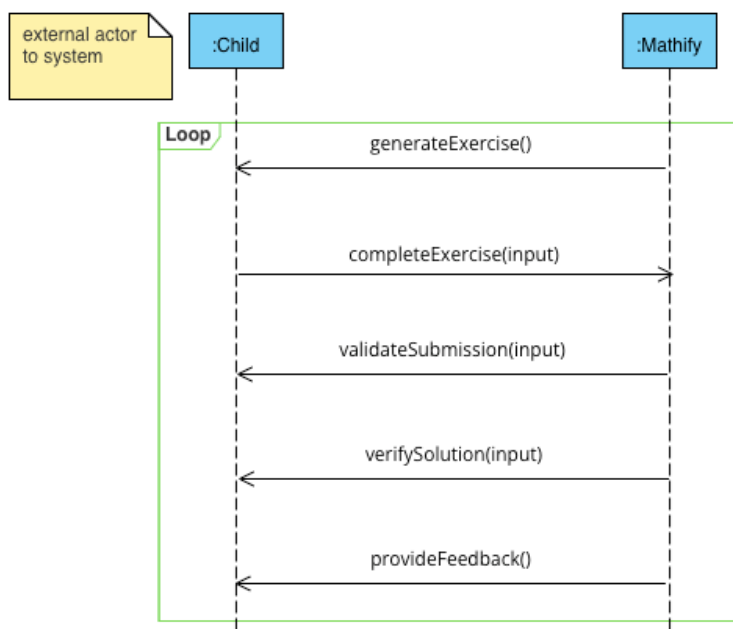 external actor
to system
:Child
:Mathify
Loop
generateExercise()
completeExercise(input)
validateSubmission(input)
verifySolution(input)
provideFeedback()